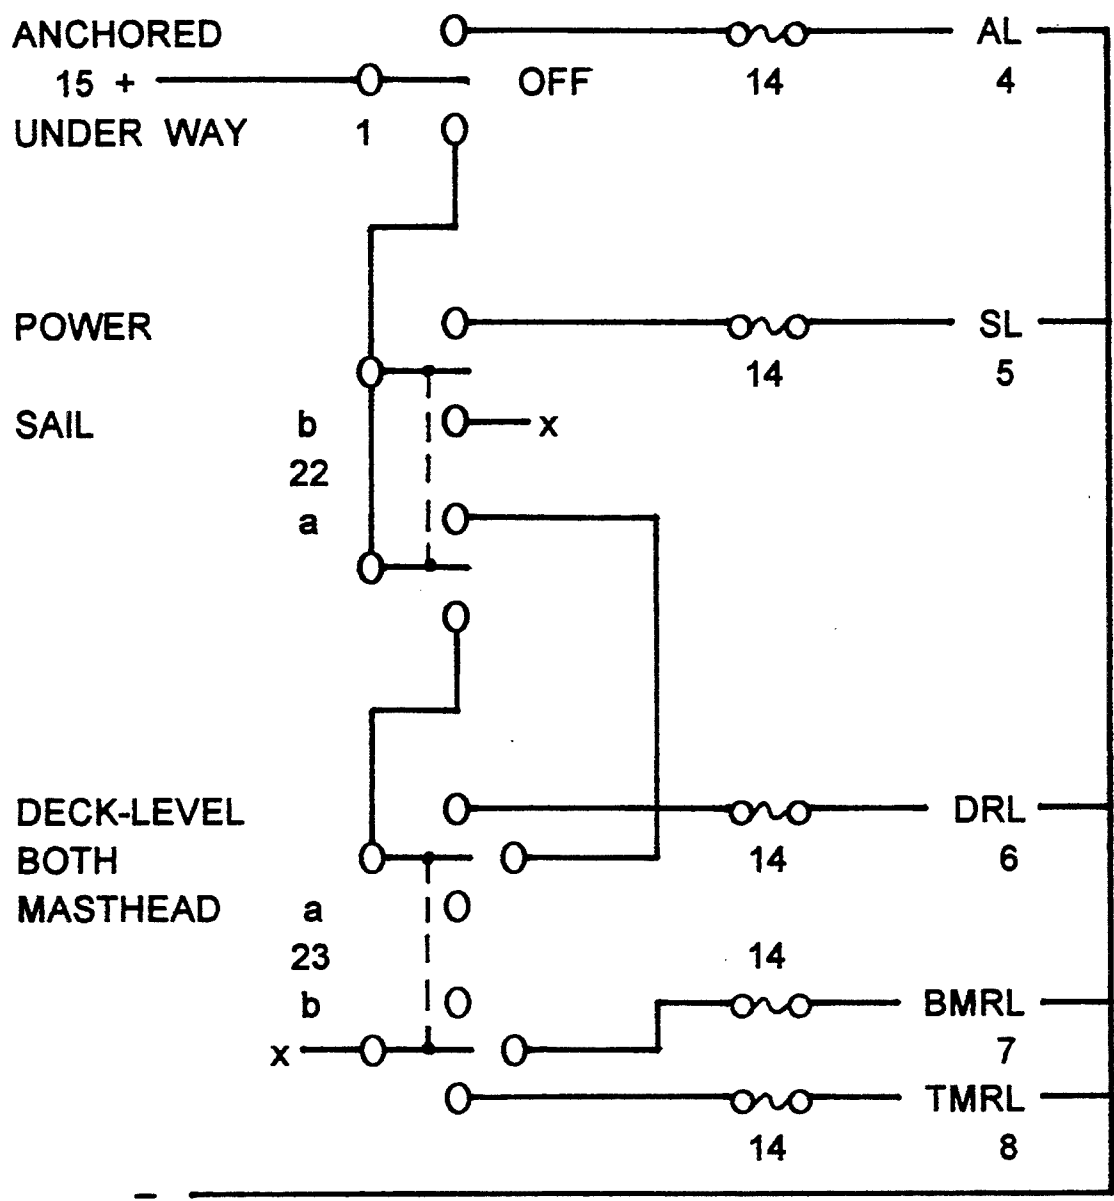 ANCHORED AL
15 + OFF 14 4
UNDER WAY 1
POWER SL
14 5
SAIL b x
22
a
DECK-LEVEL DRL
BOTH 14 6
MASTHEAD a
23 14
b BMRL
x 7
TMRL
14 8
–